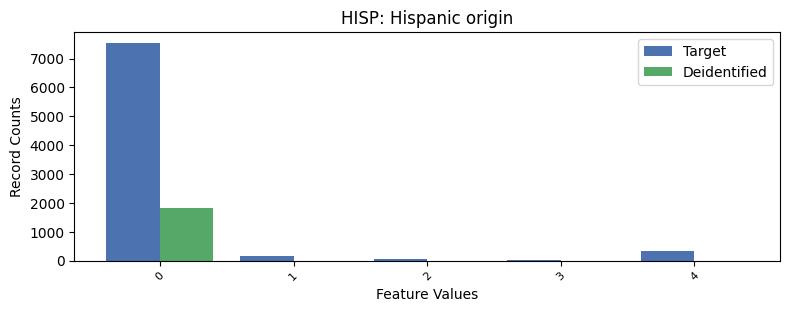 HISP: Hispanic origin
Target
Deidentified
7000
6000
5000
4000
3000
2000
1000
0
Record Counts
0 1 2 3 4
Feature Values